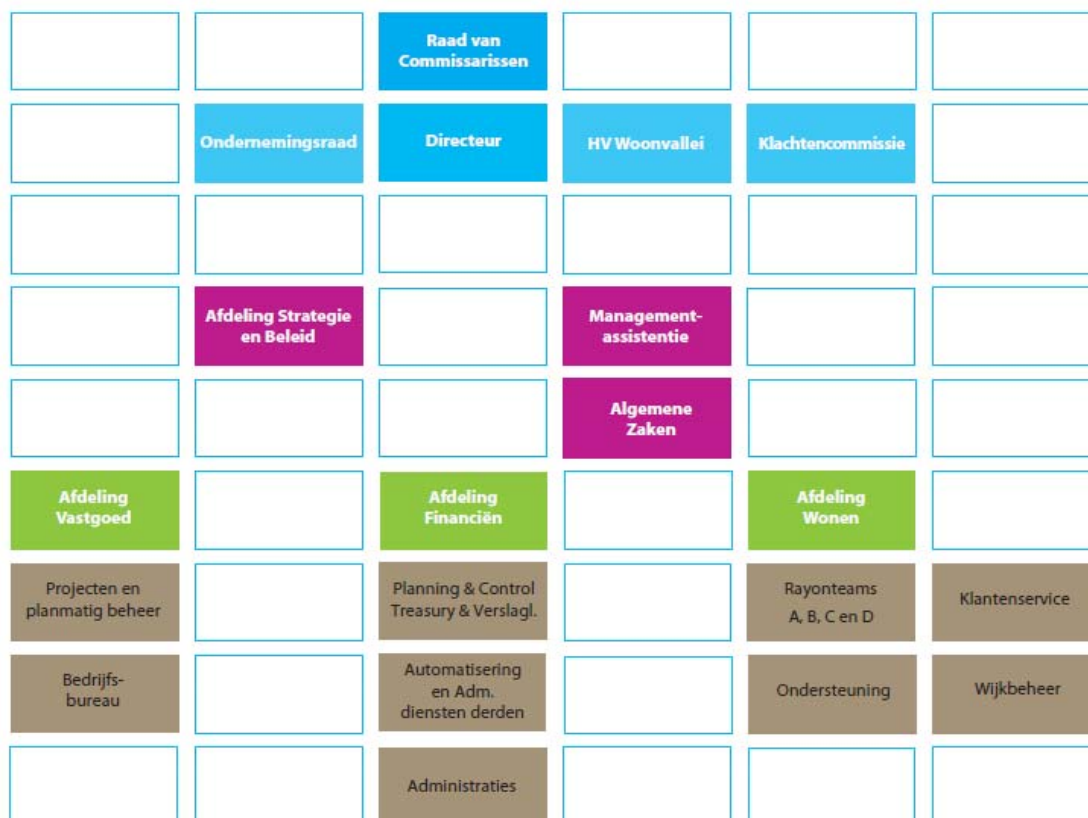 Raad van
Commissarissen
Ondernemingsraad
Directeur
HV Woonvallei
Klachtencommissie
Afdeling Strategie
en Beleid
Management-
assistentie
Algemene
Zaken
Afdeling
Vastgoed
Afdeling
Financiën
Afdeling
Wonen
Projecten en
planmatig beheer
Planning & Control
Treasury & Verslagl.
Rayonteams
A, B, C en D
Klantenservice
Bedrijfs-
bureau
Automatisering
en Adm.
diensten derden
Ondersteuning
Wijkbeheer
Administraties